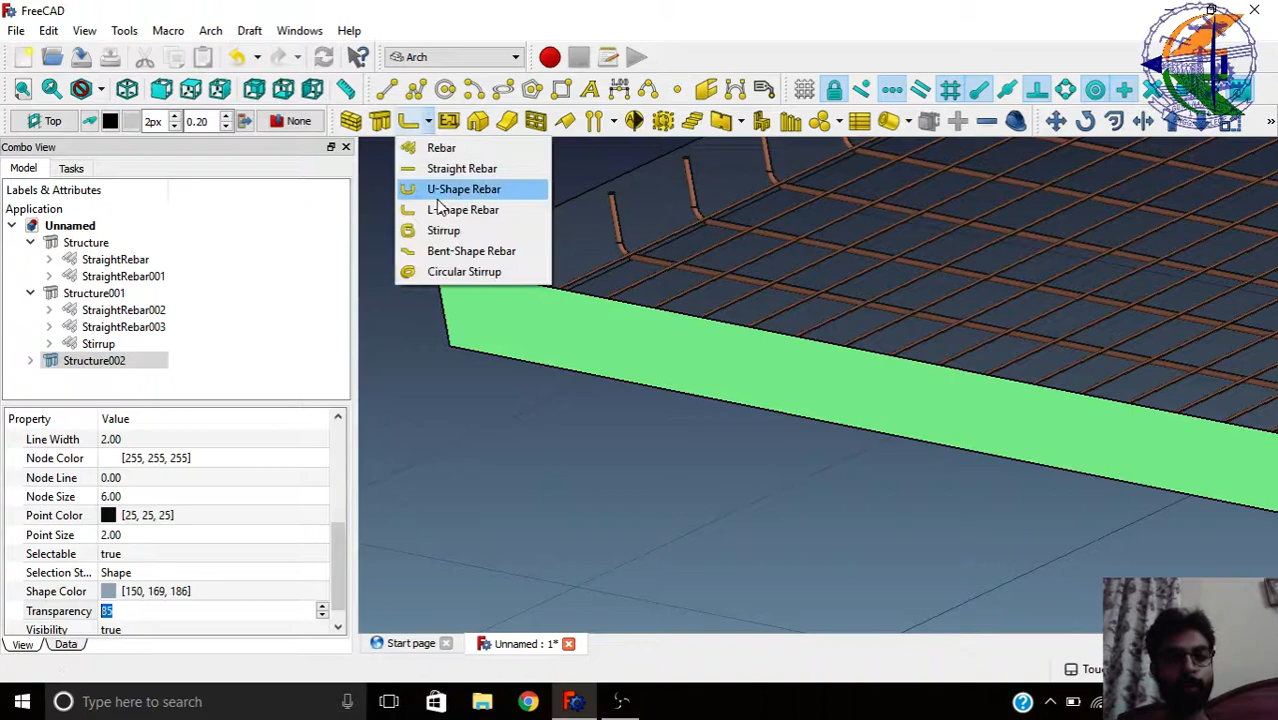 FreeCAD
File Edit View Tools Macro Arch Draft Windows Help
Arch
Top 2px 0.20 None »
Combo View
Model Tasks
Labels & Attributes
Application
Unnamed
Structure
StraightRebar
StraightRebar001
Structure001
StraightRebar002
StraightRebar003
Stirrup
Structure002
Rebar
Straight Rebar
U-Shape Rebar
L-Shape Rebar
Stirrup
Bent-Shape Rebar
Circular Stirrup
Property Value
Line Width 2.00
Node Color [255, 255, 255]
Node Line 0.00
Node Size 6.00
Point Color [25, 25, 25]
Point Size 2.00
Selectable true
Selection St... Shape
Shape Color [150, 169, 186]
Transparency 85
Visibility true
View Data
Start page Unnamed : 1*
Type here to search